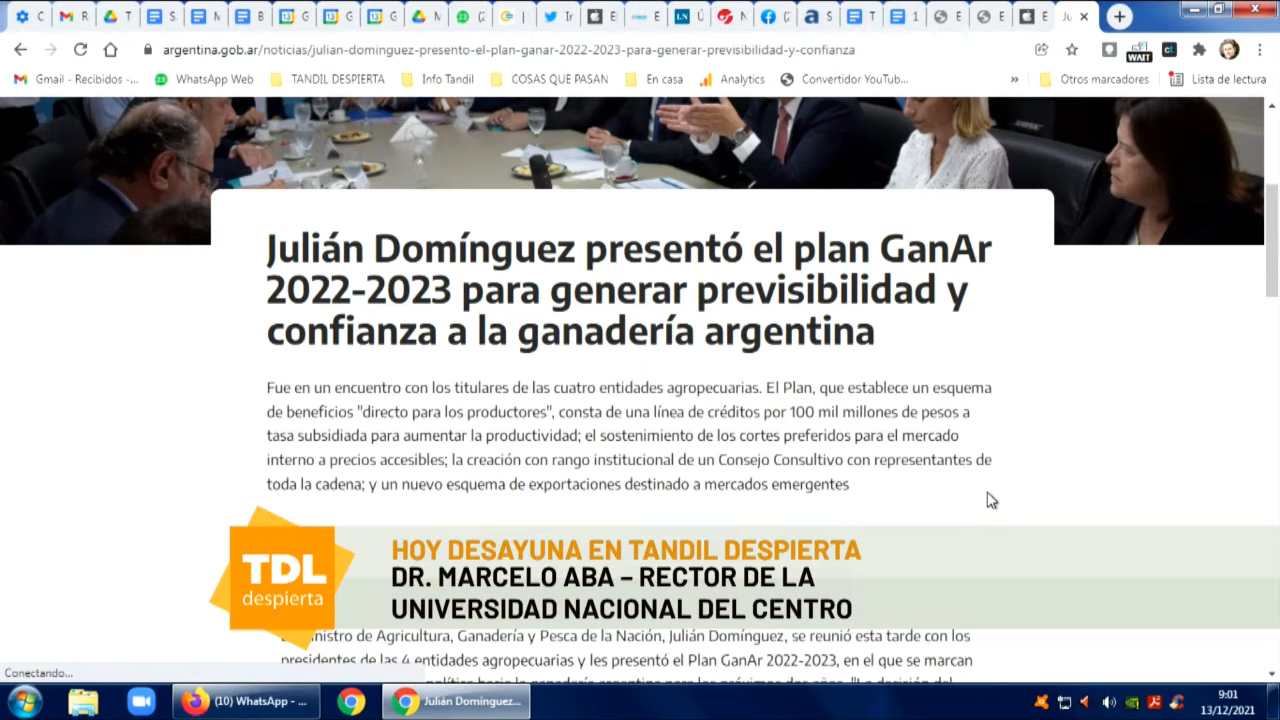 T
S
M
B
G
G
G
M
(
G
Ir
E
E
Ú
N
(
S
T
1
E
E
E
Ju
argentina.gob.ar/noticias/julian-dominguez-presento-el-plan-ganar-2022-2023-para-generar-previsibilidad-y-confianza
WAIT
Gmail - Recibidos -...
WhatsApp Web
TANDIL DESPIERTA
Info Tandil
COSAS QUE PASAN
En casa
Analytics
Convertidor YouTub...
»
Otros marcadores
Lista de lectura
Julián Domínguez presentó el plan GanAr
2022-2023 para generar previsibilidad y
confianza a la ganadería argentina
Fue en un encuentro con los titulares de las cuatro entidades agropecuarias. El Plan, que establece un esquema
de beneficios "directo para los productores", consta de una línea de créditos por 100 mil millones de pesos a
tasa subsidiada para aumentar la productividad; el sostenimiento de los cortes preferidos para el mercado
interno a precios accesibles; la creación con rango institucional de un Consejo Consultivo con representantes de
toda la cadena; y un nuevo esquema de exportaciones destinado a mercados emergentes
TDL
despierta
HOY DESAYUNA EN TANDIL DESPIERTA
DR. MARCELO ABA – RECTOR DE LA
UNIVERSIDAD NACIONAL DEL CENTRO
de Agricultura, Ganadería y Pesca de la Nación, Julián Domínguez, se reunió esta tarde con los
presidentes de las 4 entidades agropecuarias y les presentó el Plan GanAr 2022-2023, en el que se marcan
Conectando...
(10) WhatsApp - ...
Julián Domínguez...
9:01
13/12/2021